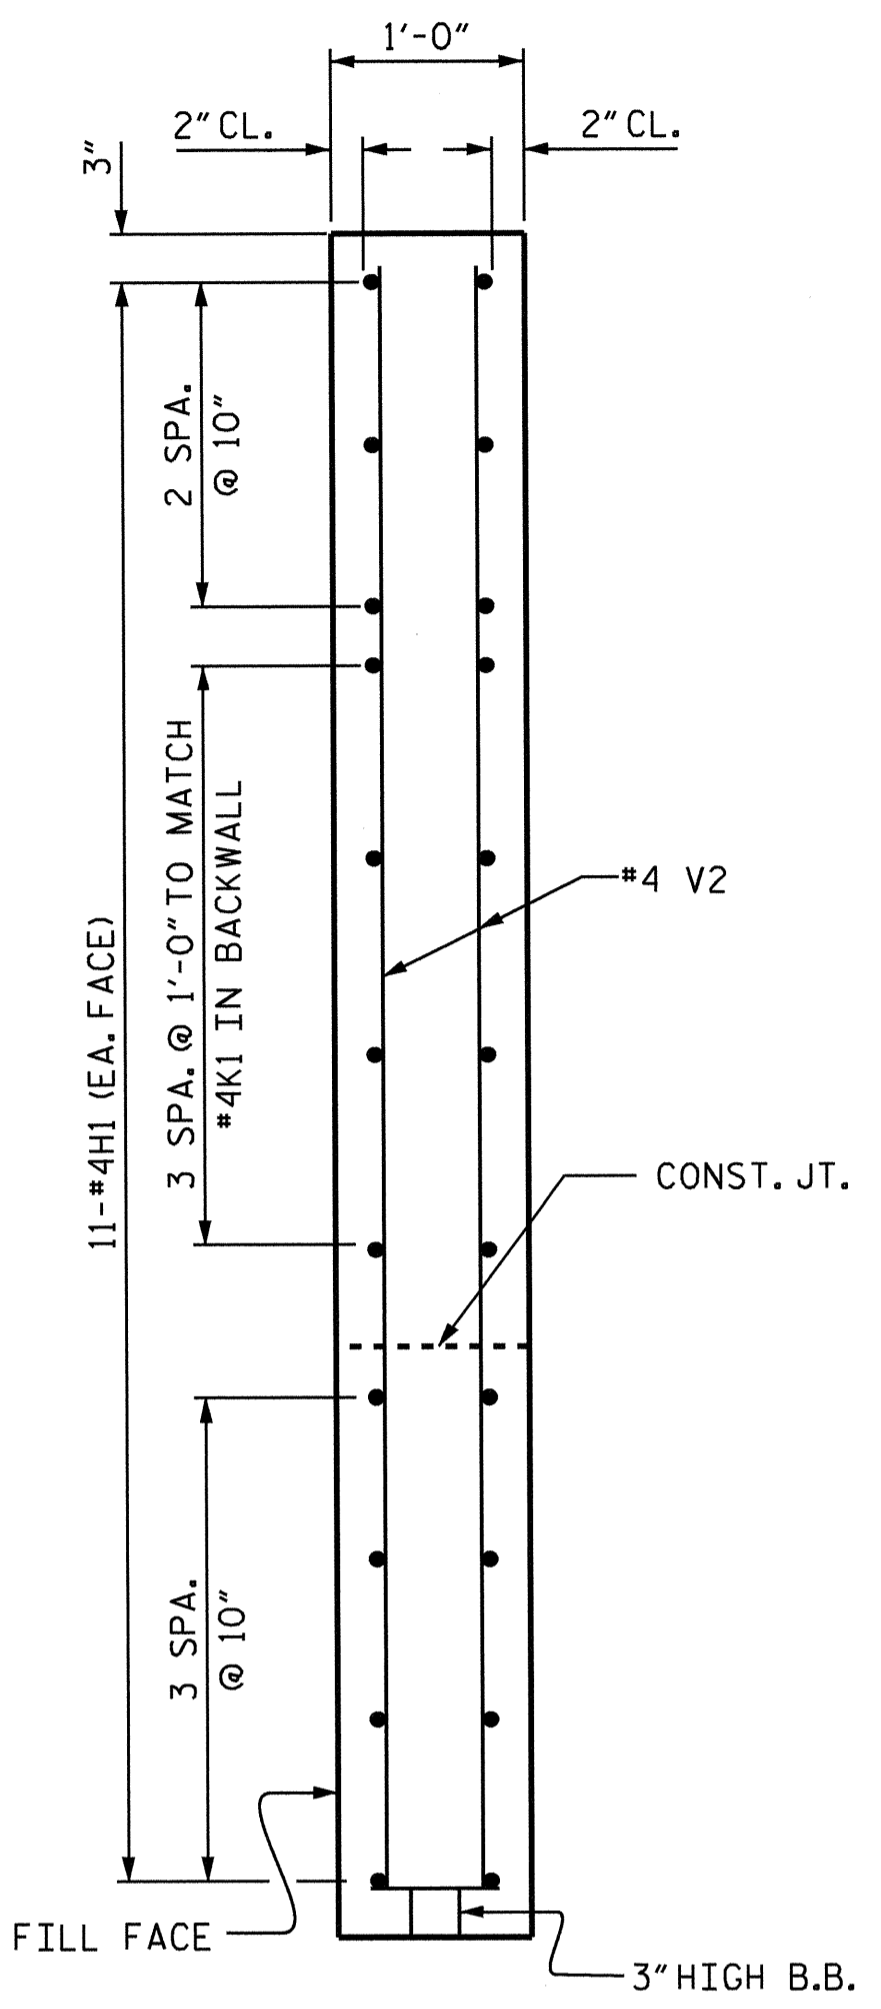 1'-0"
2" CL.
2" CL.
3"
2 SPA.
@ 10"
3 SPA. @ 1'-0" TO MATCH
#4K1 IN BACKWALL
11-#4H1 (EA. FACE)
#4 V2
CONST. JT.
3 SPA.
@ 10"
FILL FACE
3" HIGH B.B.